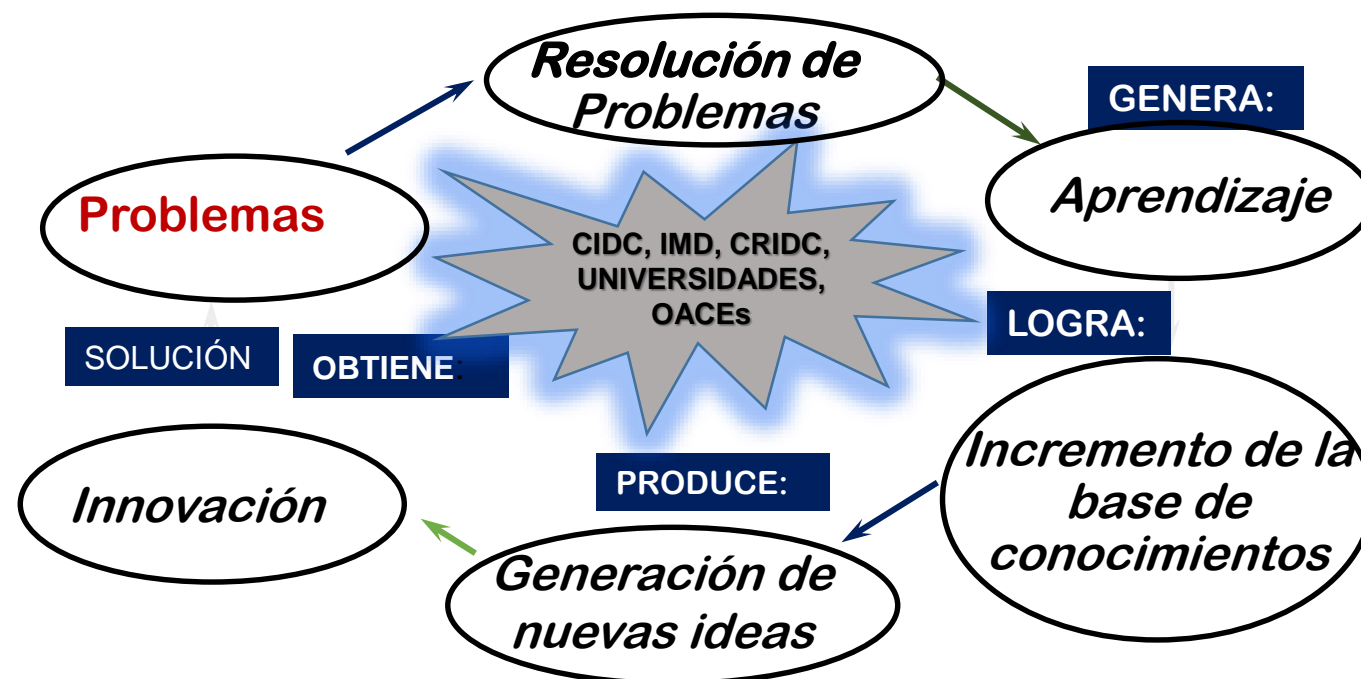 Resolución de
Problemas
GENERA:
Aprendizaje
Problemas
CIDC, IMD, CRIDC,
UNIVERSIDADES,
OACEs
LOGRA:
SOLUCIÓN
OBTIENE:
Incremento de la
base de
conocimientos
PRODUCE:
Innovación
Generación de
nuevas ideas